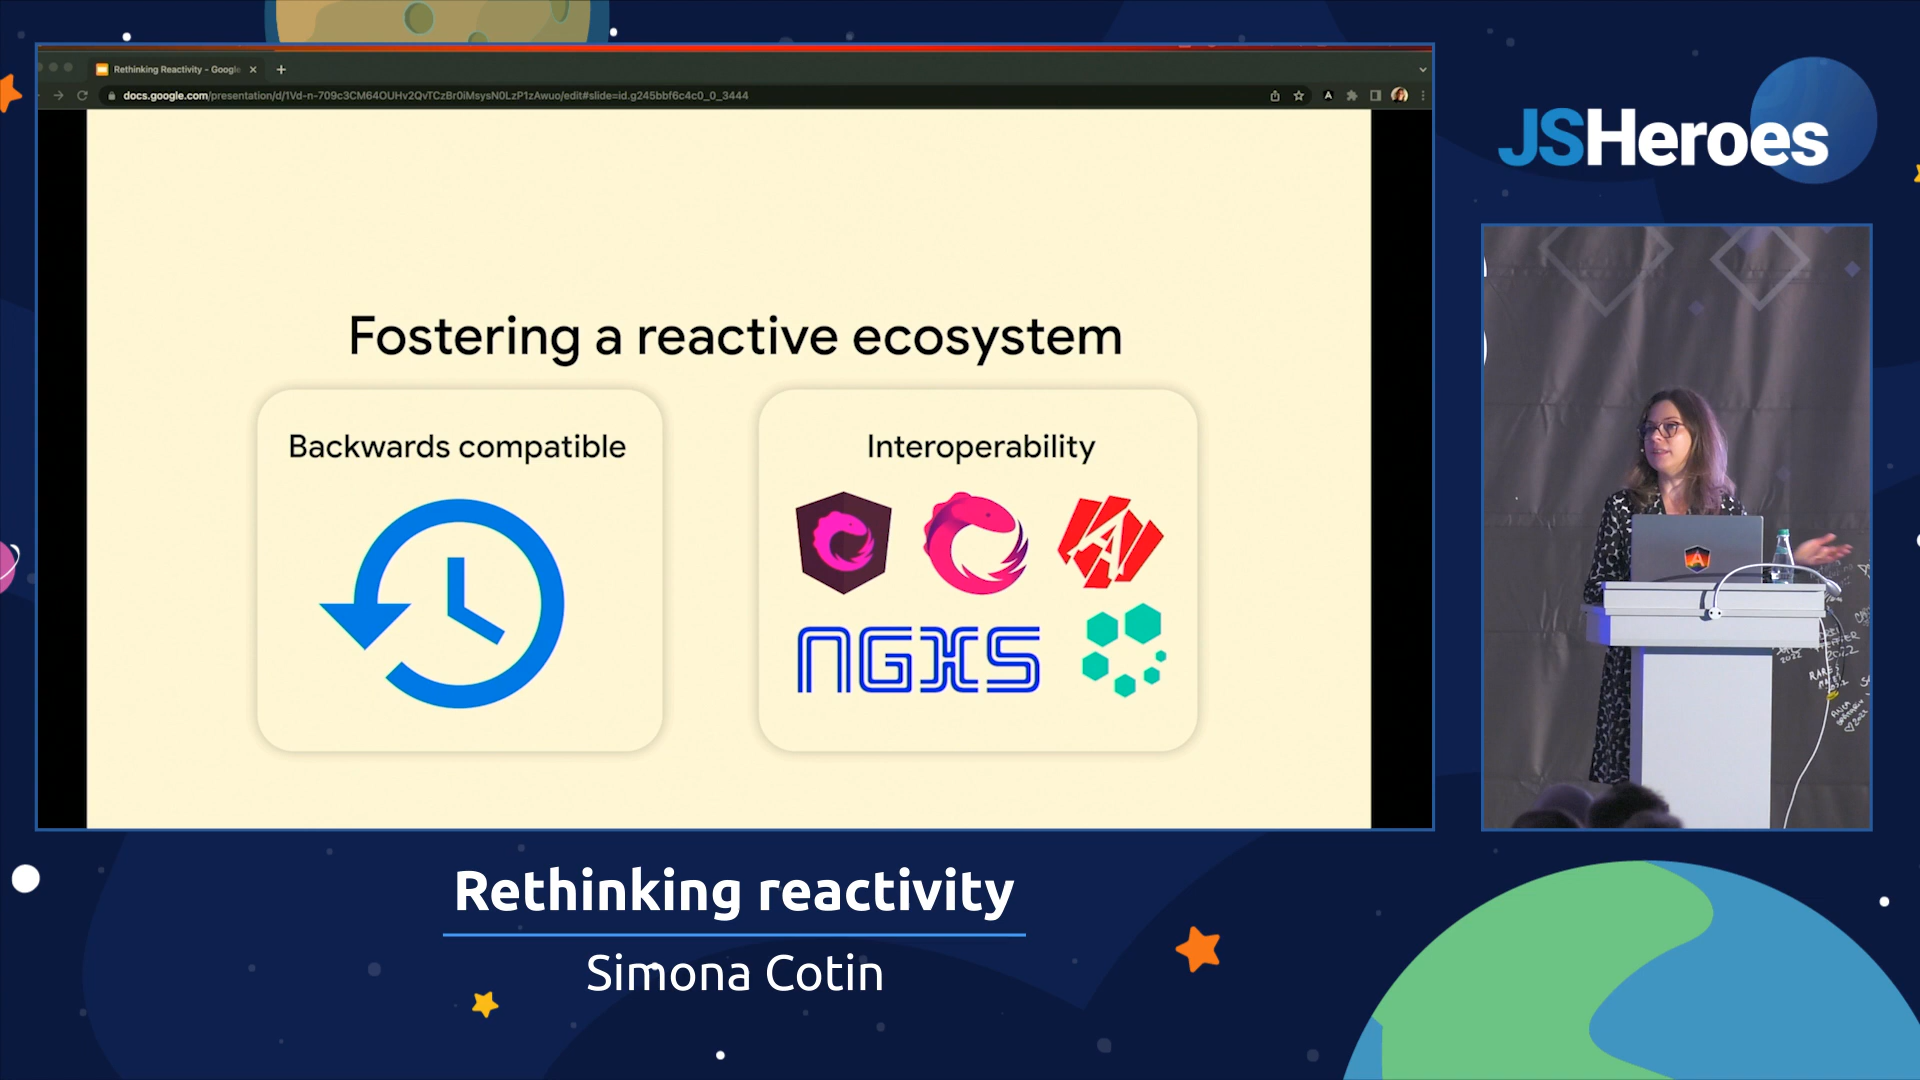 Rethinking Reactivity - Google
docs.google.com/presentation/d/1Vd-n-709c3CM64OUHv2QvTCzBr0iMsysN0LzP1zAwuo/edit#slide=id.g245bbf6c4c0_0_3444
JSHeroes
Fostering a reactive ecosystem
Backwards compatible
Interoperability
NGXS
Rethinking reactivity
Simona Cotin